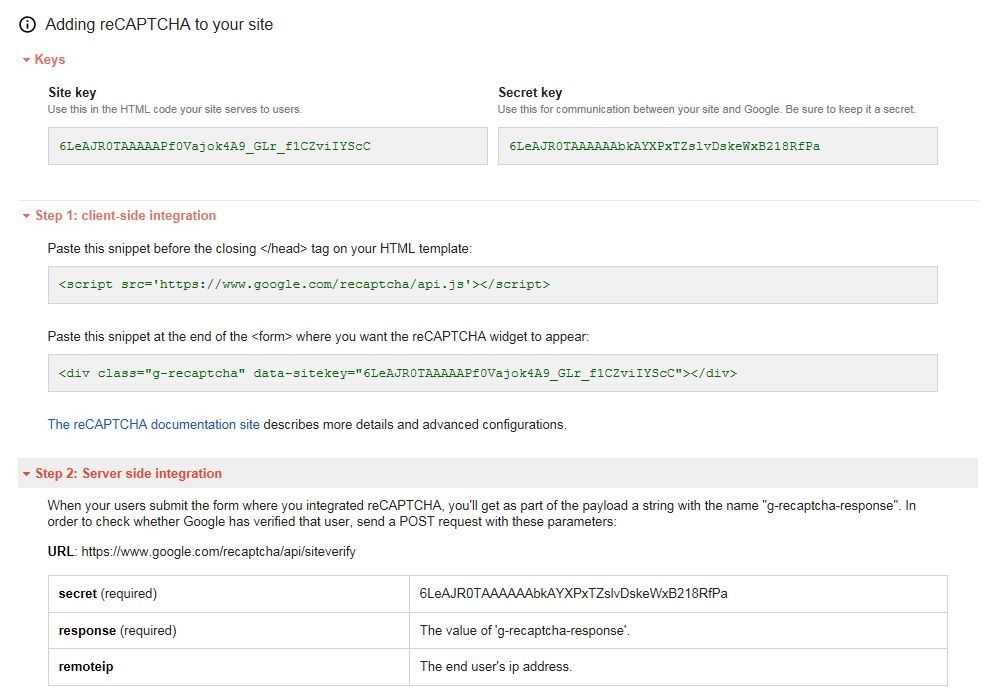 Adding reCAPTCHA to your site
Keys
Site key
Use this in the HTML code your site serves to users.
6LeAJR0TAAAAAPf0Vajok4A9_GLr_f1CZviIYScC
Secret key
Use this for communication between your site and Google. Be sure to keep it a secret.
6LeAJR0TAAAAAAbkAYXPxTZslvDskeWxB218RfPa
Step 1: client-side integration
Paste this snippet before the closing </head> tag on your HTML template:
<script src='https://www.google.com/recaptcha/api.js'></script>
Paste this snippet at the end of the <form> where you want the reCAPTCHA widget to appear:
<div class="g-recaptcha" data-sitekey="6LeAJR0TAAAAAPf0Vajok4A9_GLr_f1CZviIYScC"></div>
The reCAPTCHA documentation site describes more details and advanced configurations.
Step 2: Server side integration
When your users submit the form where you integrated reCAPTCHA, you'll get as part of the payload a string with the name "g-recaptcha-response". In
order to check whether Google has verified that user, send a POST request with these parameters:
URL: https://www.google.com/recaptcha/api/siteverify
secret (required) 6LeAJR0TAAAAAAbkAYXPxTZslvDskeWxB218RfPa
response (required) The value of 'g-recaptcha-response'.
remoteip The end user's ip address.